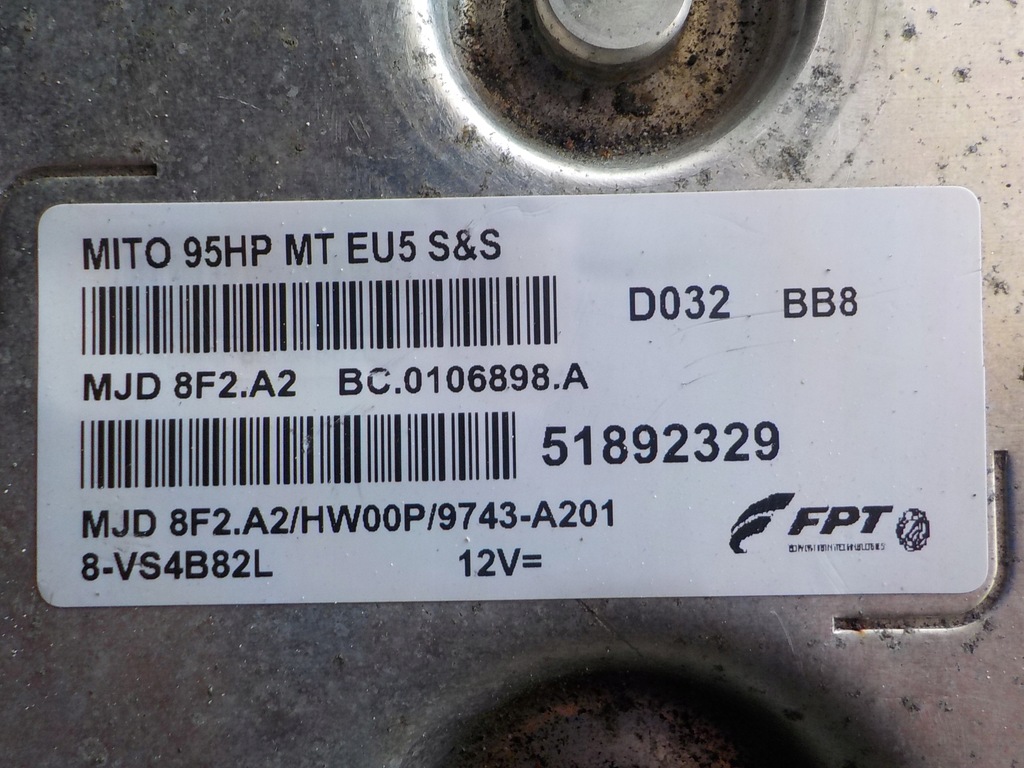 MITO 95HP MT EU5 S&S
D032 BB8
MJD 8F2.A2 BC.0106898.A
51892329
MJD 8F2.A2/HW00P/9743-A201
8-VS4B82L 12V=
FPT